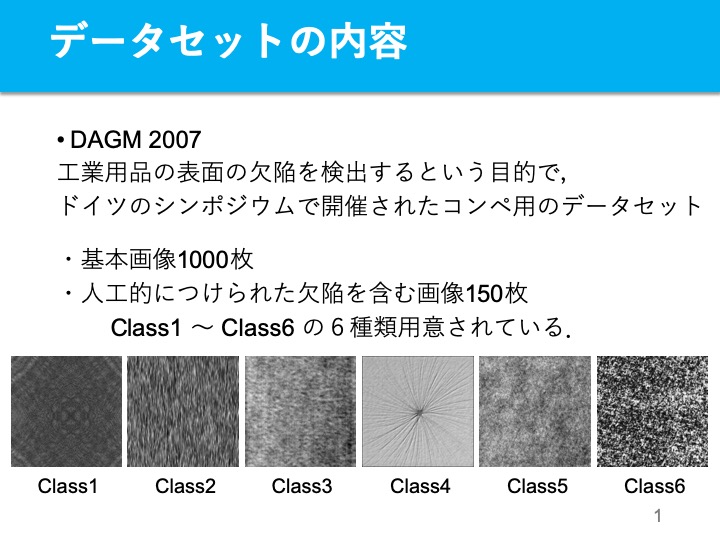 データセットの内容
• DAGM 2007
工業用品の表面の欠陥を検出するという目的で，
ドイツのシンポジウムで開催されたコンペ用のデータセット
・基本画像1000枚
・人工的につけられた欠陥を含む画像150枚
Class1 ～ Class6 の６種類用意されている．
Class1 Class2 Class3 Class4 Class5 Class6
1